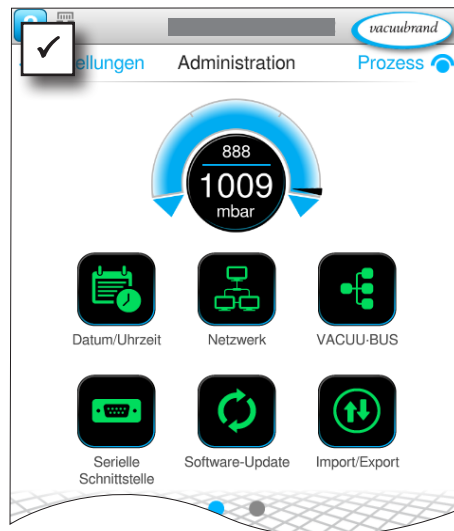 vacuubrand
ellungen Administration Prozess
888
1009
mbar
Datum/Uhrzeit Netzwerk VACUU·BUS
Serielle Software-Update Import/Export
Schnittstelle